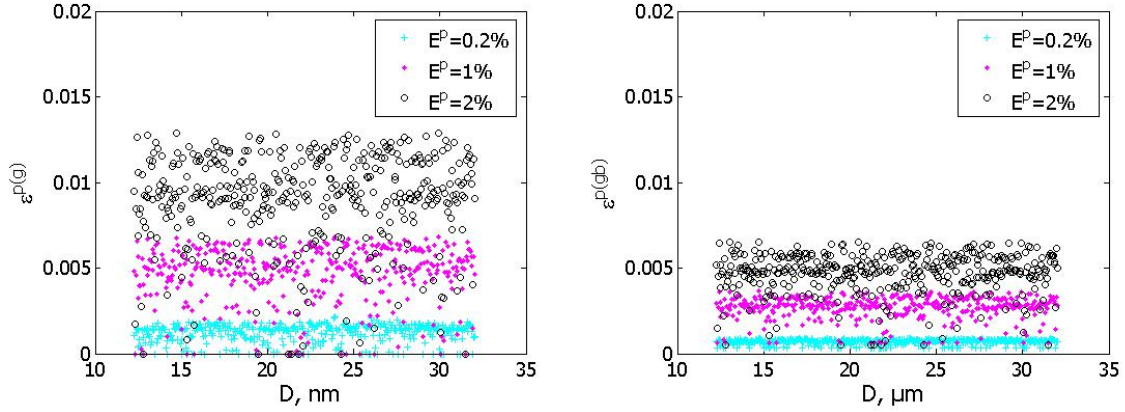 0.02
0.015
0.01
0.005
0
ε^p(g)
E^p=0.2%
E^p=1%
E^p=2%
10 15 20 25 30 35
D, nm
0.02
0.015
0.01
0.005
0
ε^p(gb)
E^p=0.2%
E^p=1%
E^p=2%
10 15 20 25 30 35
D, µm